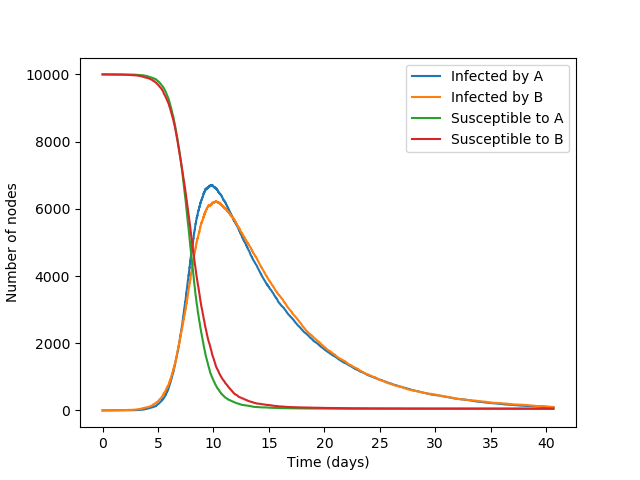 Infected by A
Infected by B
Susceptible to A
Susceptible to B
10000
8000
6000
4000
2000
0
Number of nodes
0 5 10 15 20 25 30 35 40
Time (days)